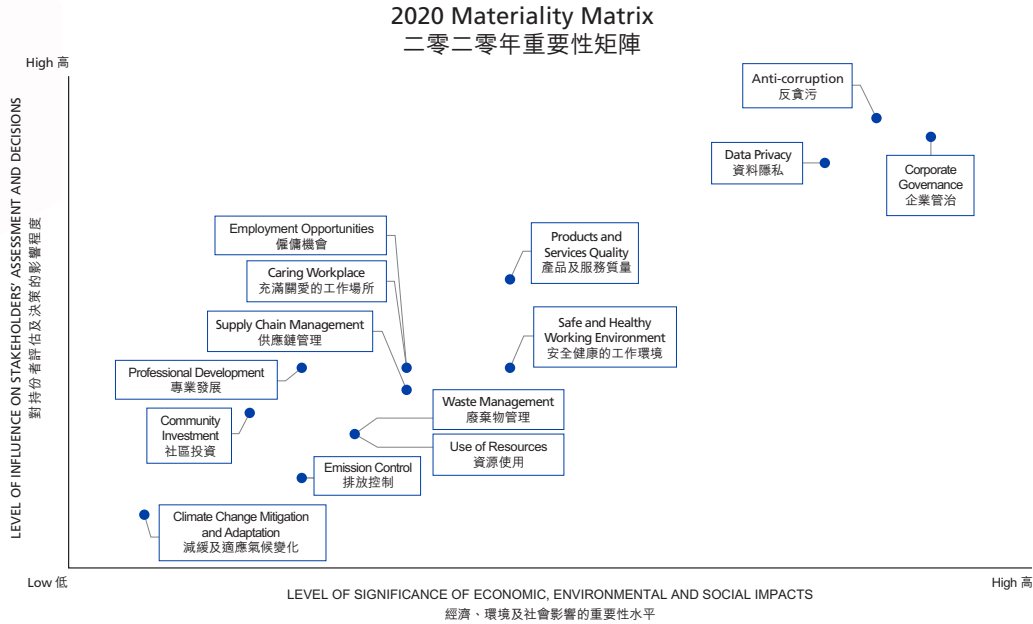 2020 Materiality Matrix
二零二零年重要性矩陣
High 高
LEVEL OF INFLUENCE ON STAKEHOLDERS' ASSESSMENT AND DECISIONS
對持份者評估及決策的影響程度
Anti-corruption
反貪污
Data Privacy
資料隱私
Corporate
Governance
企業管治
Employment Opportunities
僱傭機會
Products and
Services Quality
產品及服務質量
Caring Workplace
充滿關愛的工作場所
Supply Chain Management
供應鏈管理
Safe and Healthy
Working Environment
安全健康的工作環境
Professional Development
專業發展
Waste Management
廢棄物管理
Community
Investment
社區投資
Use of Resources
資源使用
Emission Control
排放控制
Climate Change Mitigation
and Adaptation
減緩及適應氣候變化
Low 低
High 高
LEVEL OF SIGNIFICANCE OF ECONOMIC, ENVIRONMENTAL AND SOCIAL IMPACTS
經濟、環境及社會影響的重要性水平